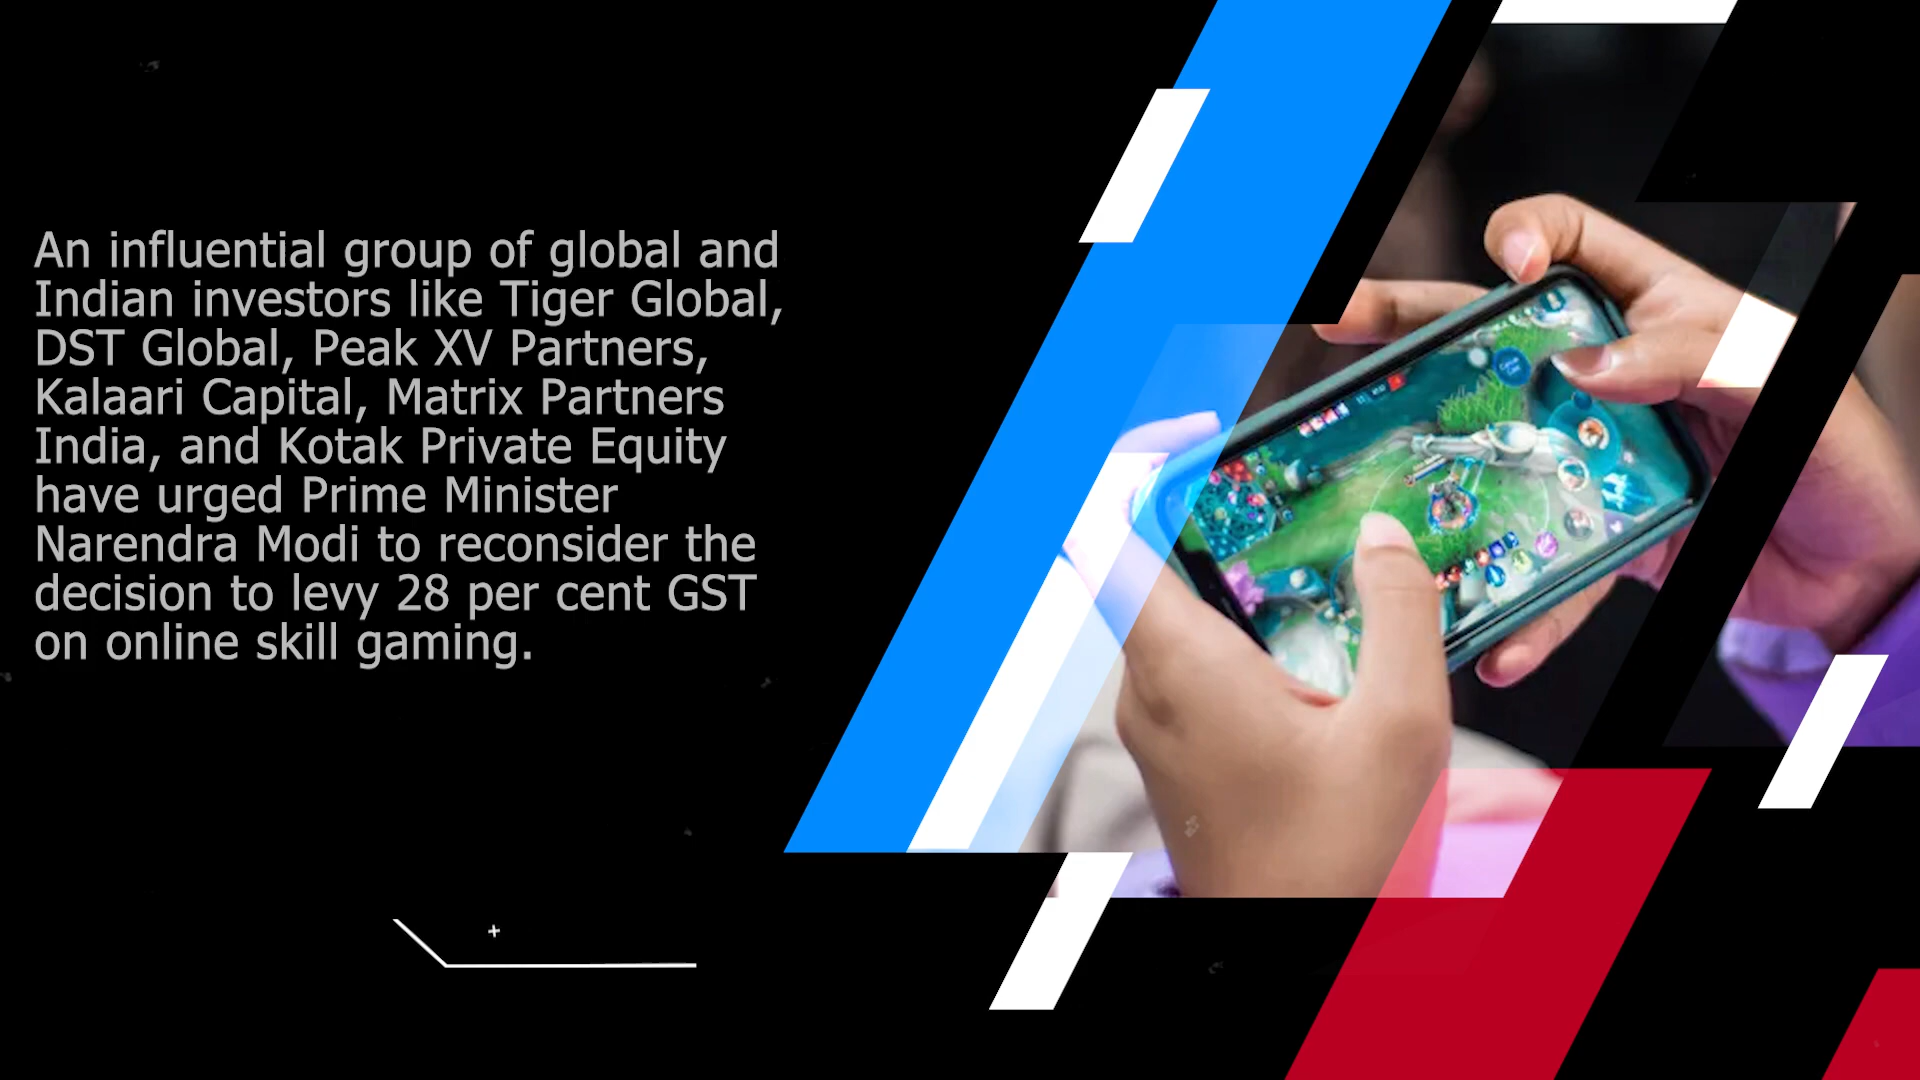 An influential group of global and
Indian investors like Tiger Global,
DST Global, Peak XV Partners,
Kalaari Capital, Matrix Partners
India, and Kotak Private Equity
have urged Prime Minister
Narendra Modi to reconsider the
decision to levy 28 per cent GST
on online skill gaming.